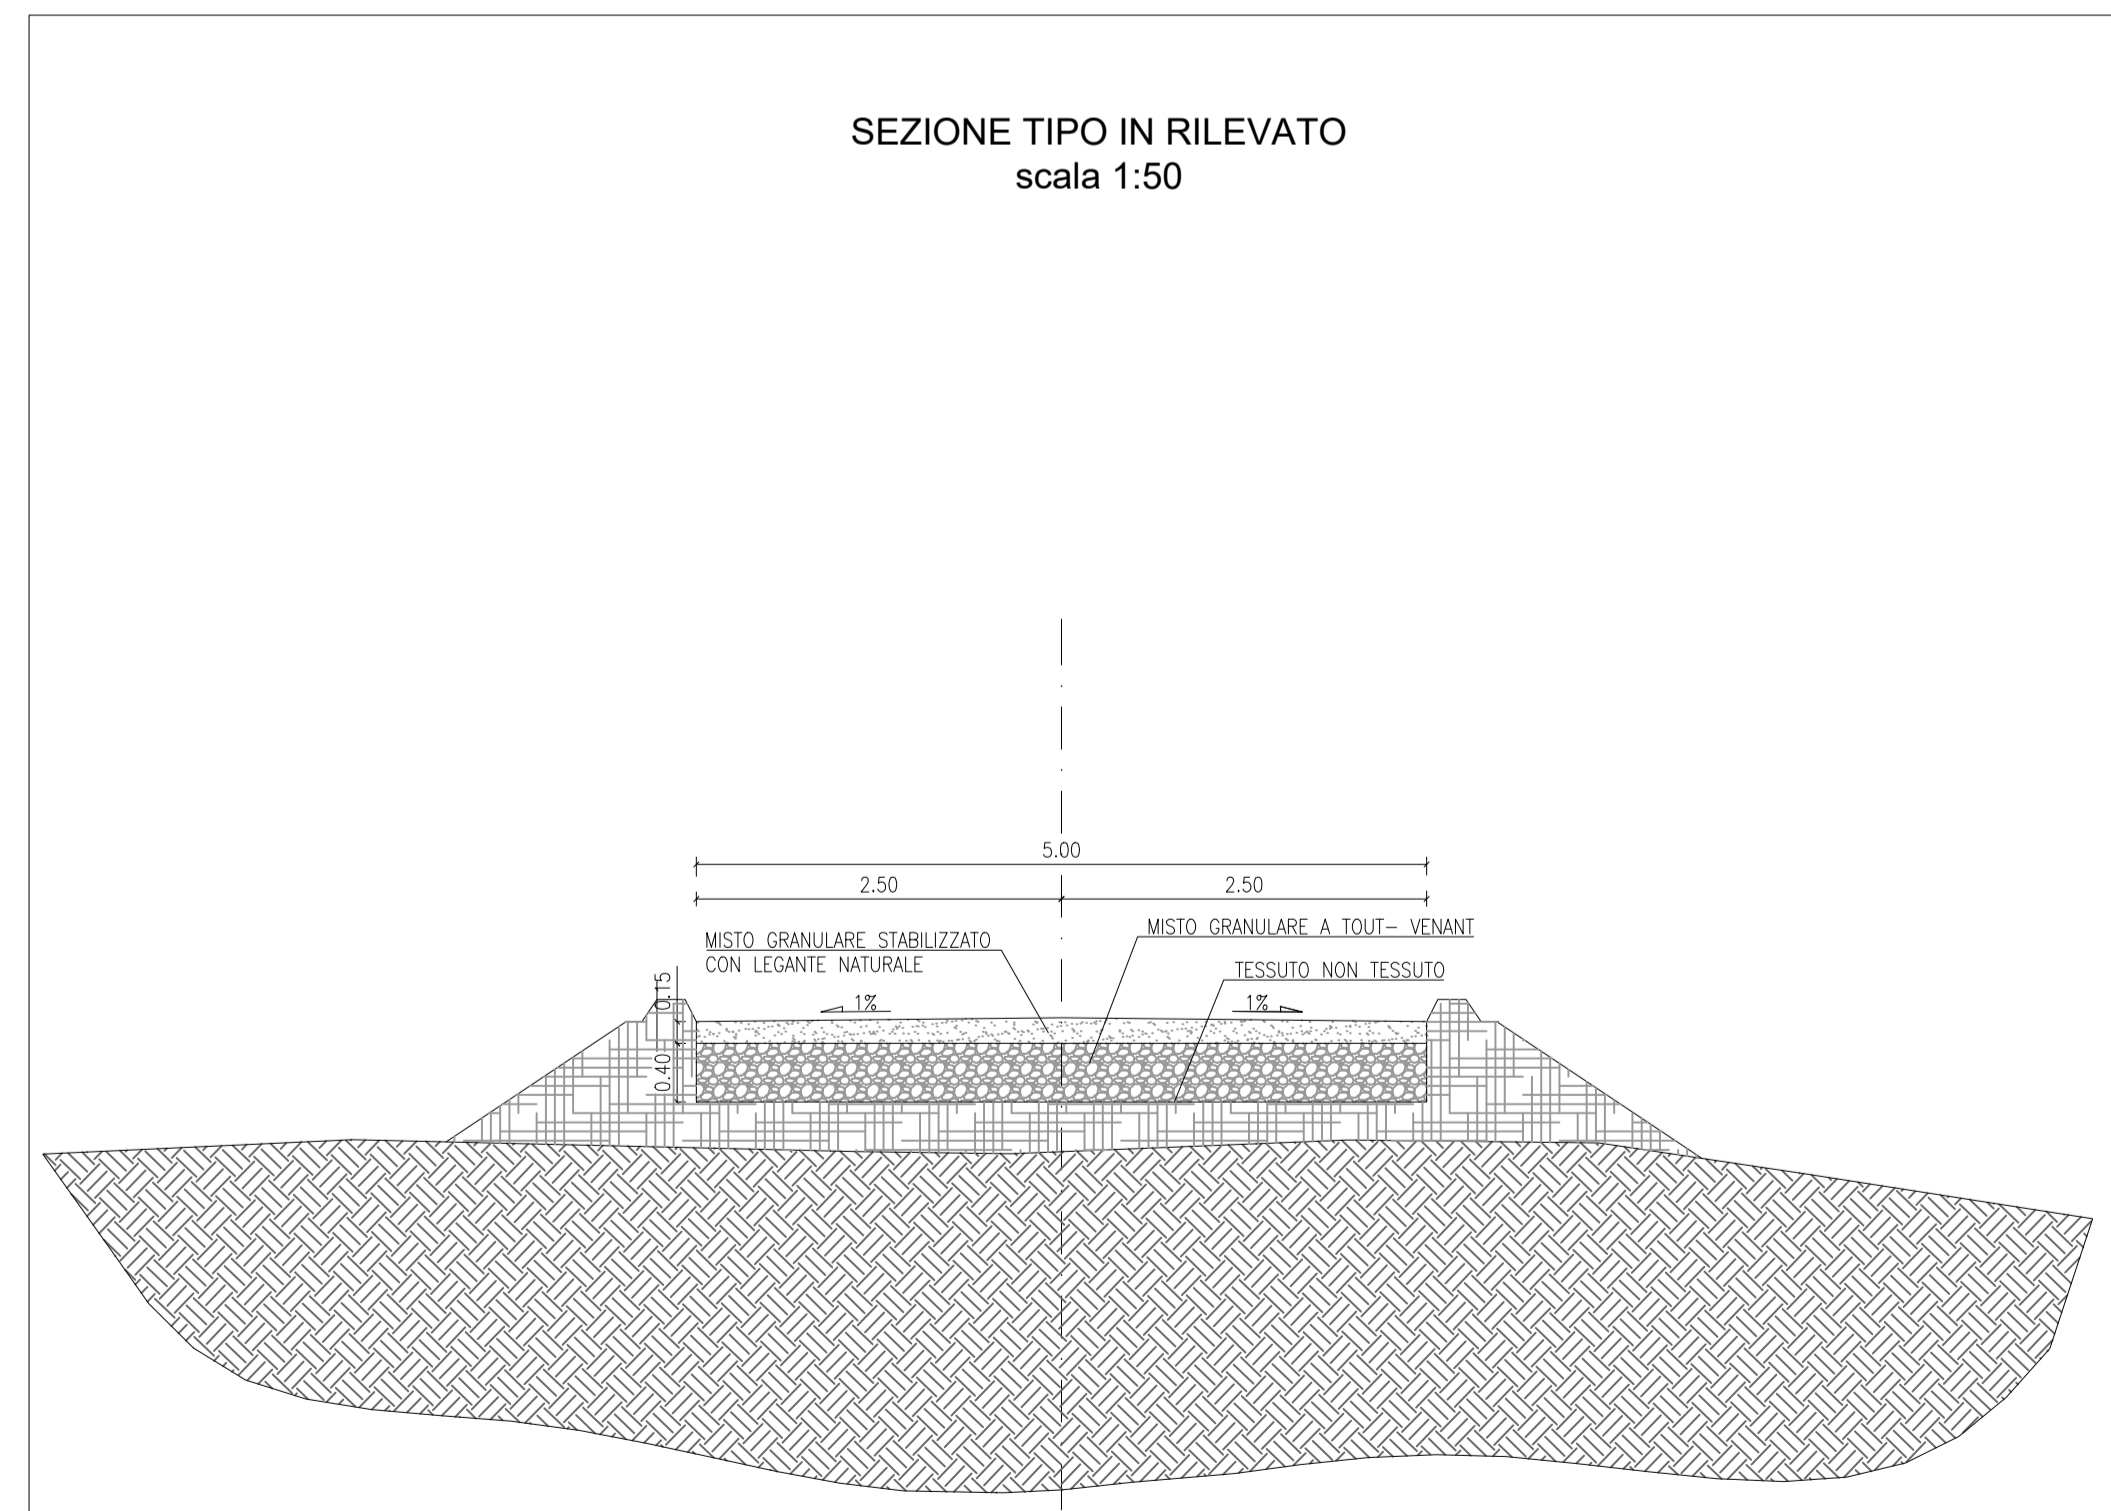 SEZIONE TIPO IN RILEVATO
scala 1:50
5.00
2.50 2.50
MISTO GRANULARE A TOUT- VENANT
MISTO GRANULARE STABILIZZATO
CON LEGANTE NATURALE
TESSUTO NON TESSUTO
0.15
1% 1%
0.40